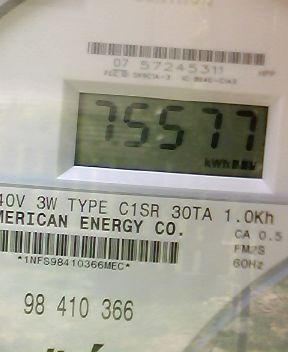 07 57245311
75577
kWh
40V 3W TYPE C1SR 30TA 1.0Kh
MERICAN ENERGY CO.
CA 0.5
FM2S
60Hz
*1NFS98410366MEC*
98 410 366